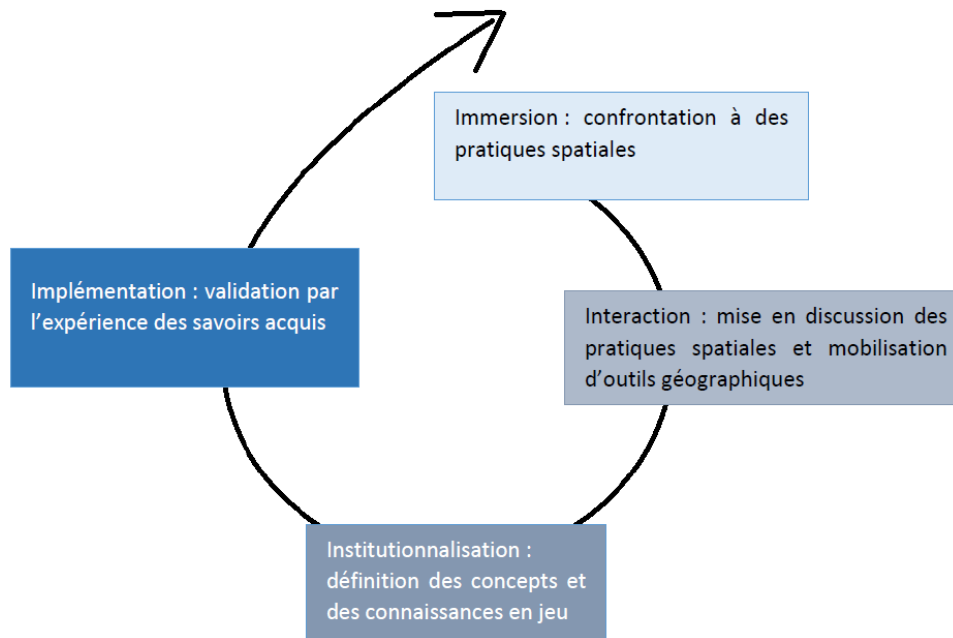 Immersion : confrontation à des
pratiques spatiales
Interaction : mise en discussion des
pratiques spatiales et mobilisation
d’outils géographiques
Institutionnalisation :
définition des concepts et
des connaissances en jeu
Implémentation : validation par
l’expérience des savoirs acquis